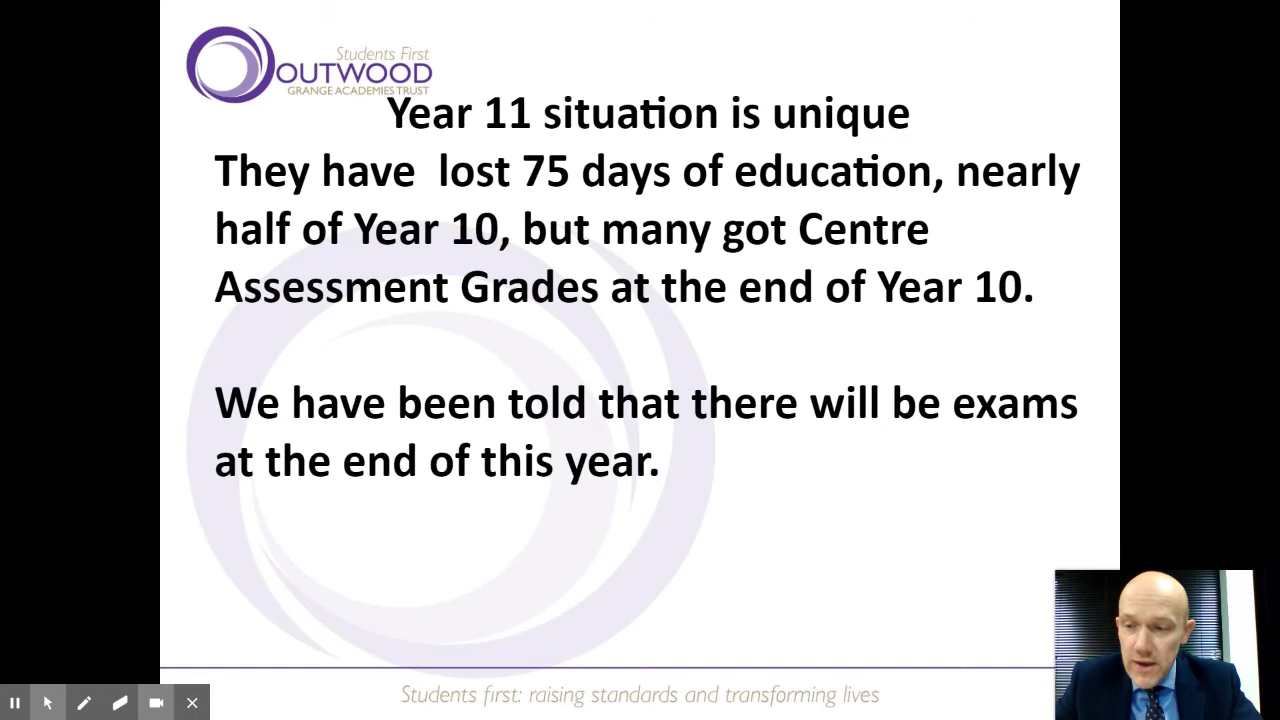 Students First
OUTWOOD
GRANGE ACADEMIES TRUST
Year 11 situation is unique
They have  lost 75 days of education, nearly
half of Year 10, but many got Centre
Assessment Grades at the end of Year 10.
We have been told that there will be exams
at the end of this year.
Students first: raising standards and transforming lives